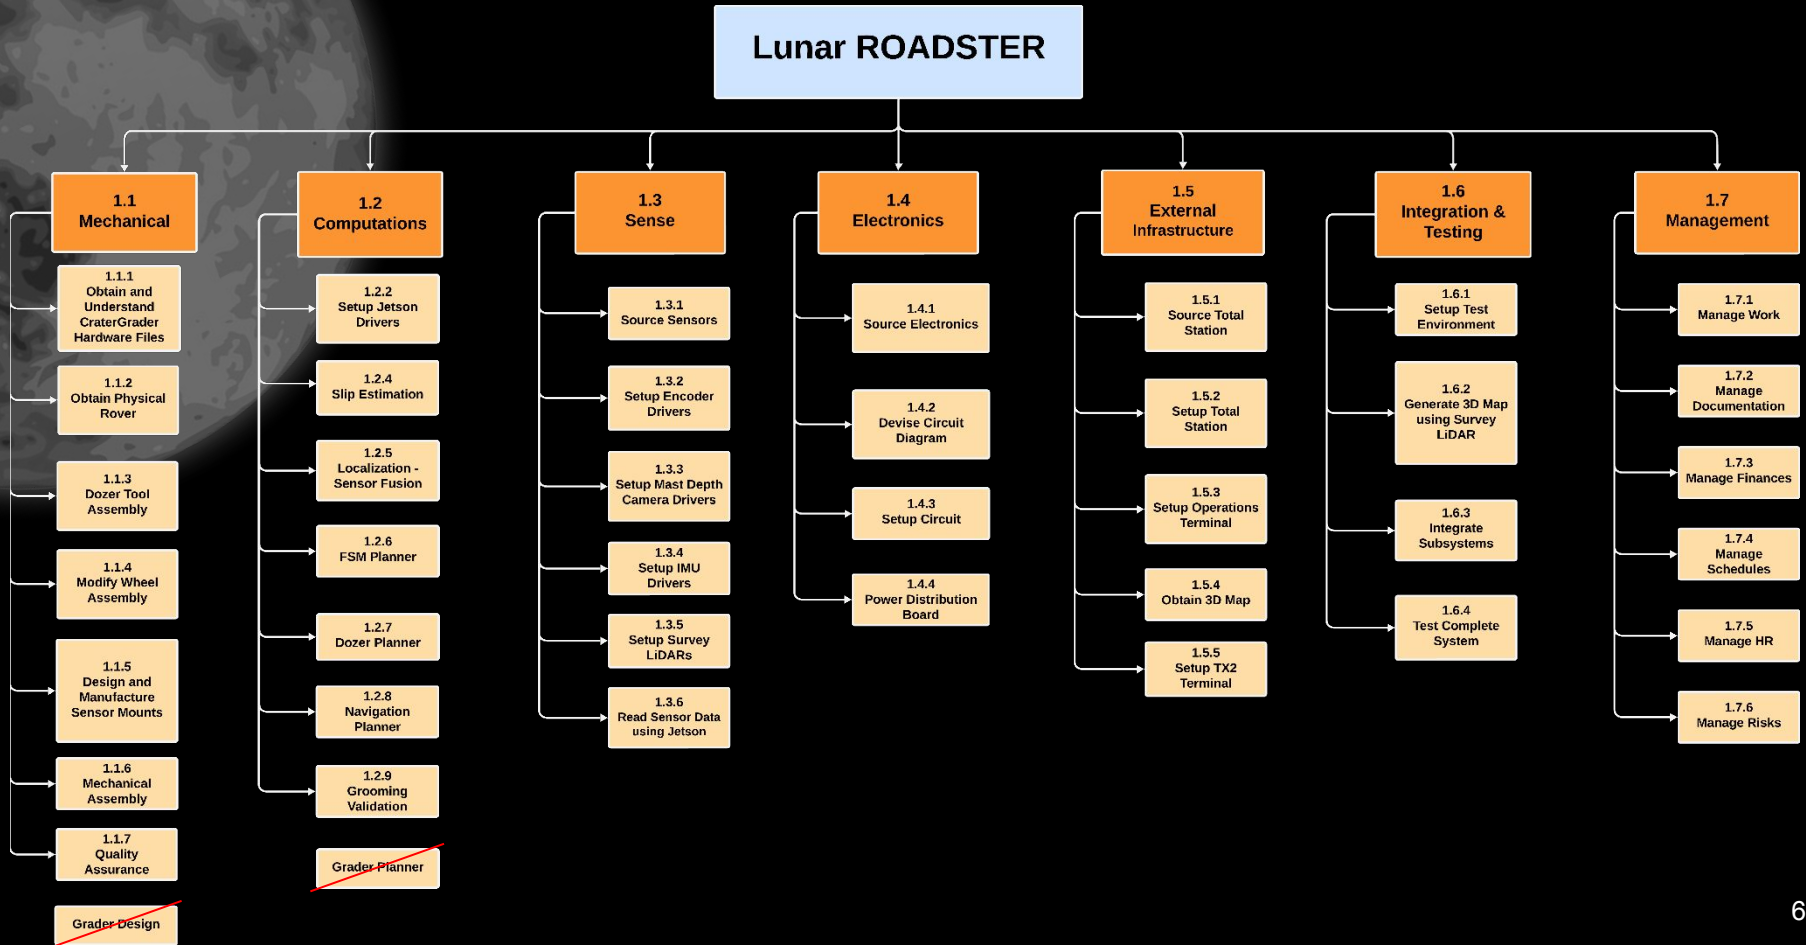 Lunar ROADSTER
1.1
Mechanical
1.1.1
Obtain and
Understand
CraterGrader
Hardware Files
1.1.2
Obtain Physical
Rover
1.1.3
Dozer Tool
Assembly
1.1.4
Modify Wheel
Assembly
1.1.5
Design and
Manufacture
Sensor Mounts
1.1.6
Mechanical
Assembly
1.1.7
Quality
Assurance
Grader Design
1.2
Computations
1.2.2
Setup Jetson
Drivers
1.2.4
Slip Estimation
1.2.5
Localization -
Sensor Fusion
1.2.6
FSM Planner
1.2.7
Dozer Planner
1.2.8
Navigation
Planner
1.2.9
Grooming
Validation
Grader Planner
1.3
Sense
1.3.1
Source Sensors
1.3.2
Setup Encoder
Drivers
1.3.3
Setup Mast Depth
Camera Drivers
1.3.4
Setup IMU
Drivers
1.3.5
Setup Survey
LiDARs
1.3.6
Read Sensor Data
using Jetson
1.4
Electronics
1.4.1
Source Electronics
1.4.2
Devise Circuit
Diagram
1.4.3
Setup Circuit
1.4.4
Power Distribution
Board
1.5
External
Infrastructure
1.5.1
Source Total
Station
1.5.2
Setup Total
Station
1.5.3
Setup Operations
Terminal
1.5.4
Obtain 3D Map
1.5.5
Setup TX2
Terminal
1.6
Integration &
Testing
1.6.1
Setup Test
Environment
1.6.2
Generate 3D Map
using Survey
LiDAR
1.6.3
Integrate
Subsystems
1.6.4
Test Complete
System
1.7
Management
1.7.1
Manage Work
1.7.2
Manage
Documentation
1.7.3
Manage Finances
1.7.4
Manage
Schedules
1.7.5
Manage HR
1.7.6
Manage Risks
6